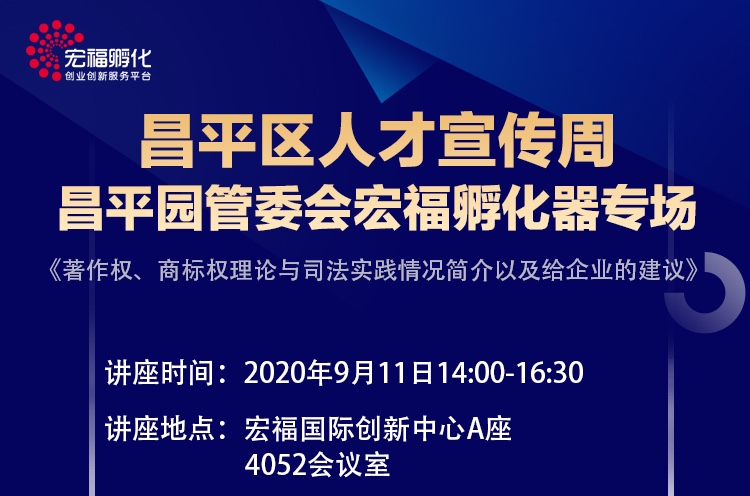 宏福孵化
创业创新服务平台
昌平区人才宣传周
昌平园管委会宏福孵化器专场
《著作权、商标权理论与司法实践情况简介以及给企业的建议》
讲座时间：2020年9月11日14:00-16:30
讲座地点：宏福国际创新中心A座
4052会议室